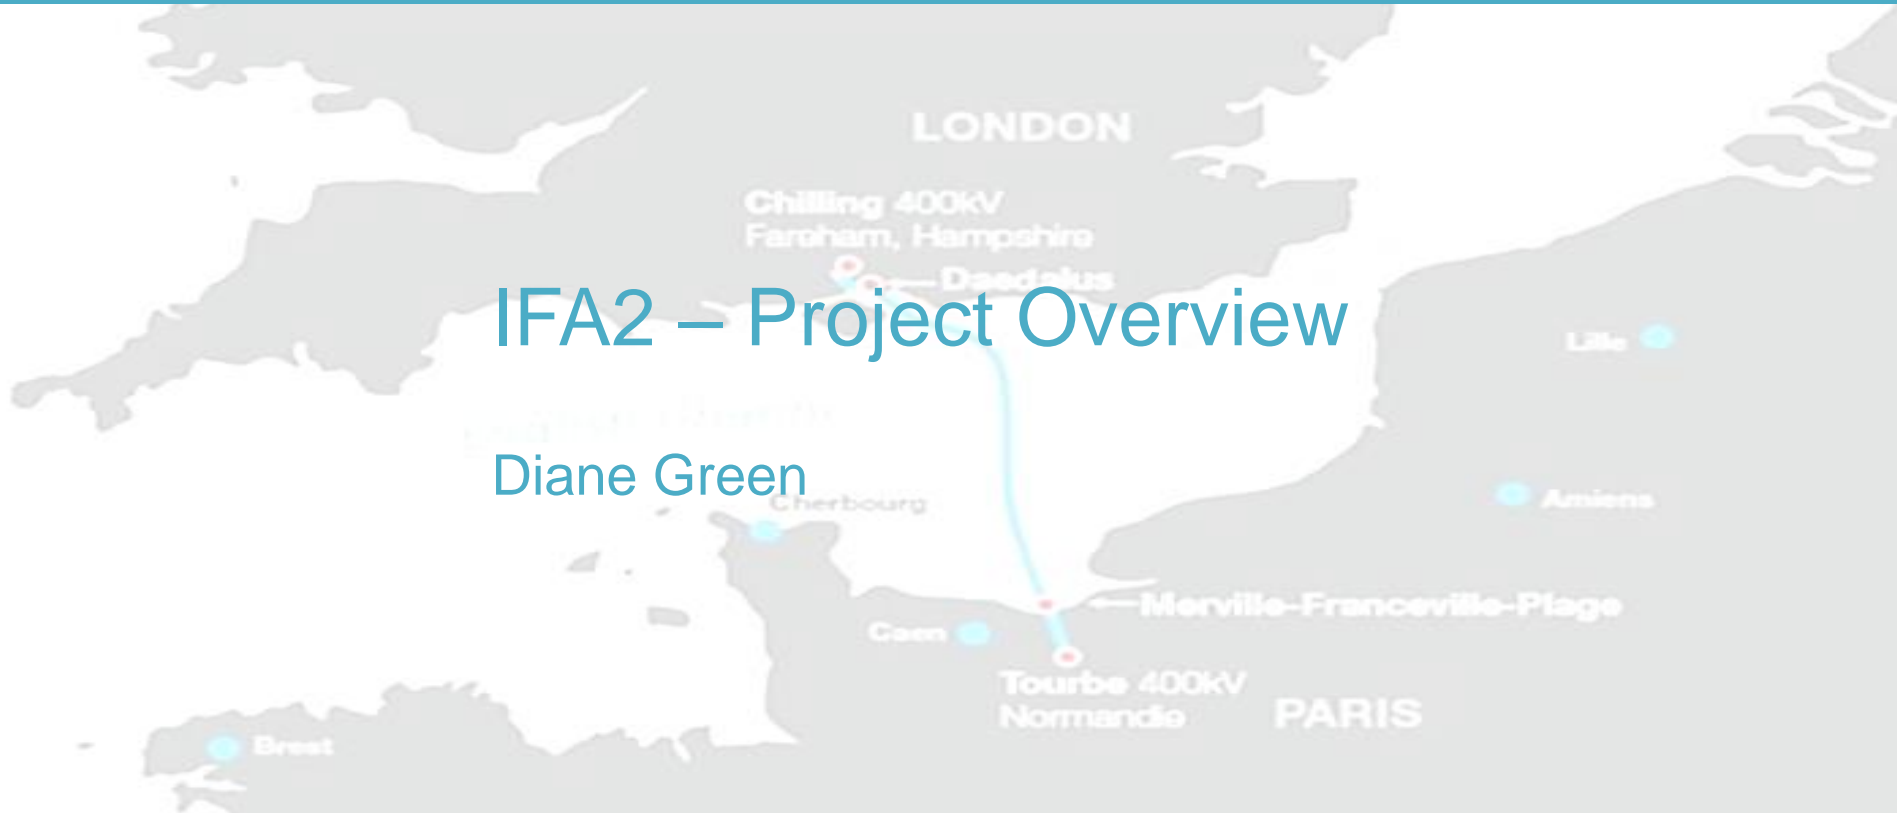 LONDON
Chilling 400kV
Fareham, Hampshire
Daedalus
IFA2 – Project Overview
Lille
Diane Green
Cherbourg
Amiens
Merville-Franceville-Plage
Caen
Tourbe 400kV
Normandie
PARIS
Brest